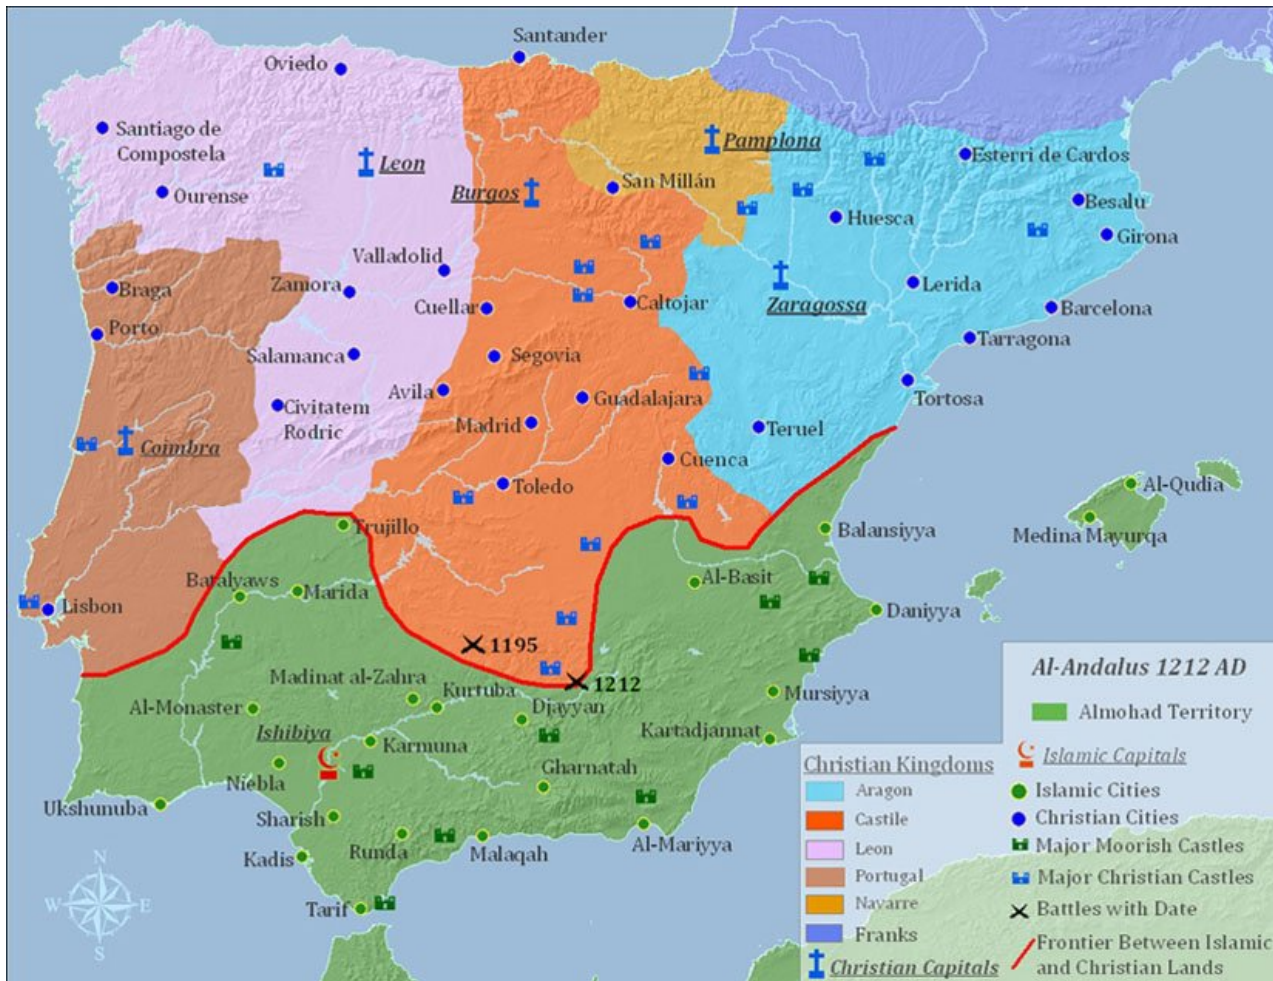 Santander
Oviedo
Santiago de
Compostela
Leon
Pamplona
Esterri de Cardos
Ourense
Burgos
San Millán
Besalu
Huesca
Girona
Valladolid
Braga
Zamora
Cuellar
Caltojar
Zaragossa
Lerida
Barcelona
Porto
Tarragona
Salamanca
Segovia
Avila
Guadalajara
Tortosa
Civitatem
Rodric
Madrid
Teruel
Coimbra
Cuenca
Toledo
Al-Qudia
Trujillo
Balansiyya
Medina Mayurqa
Batalyaws
Marida
Al-Basit
Lisbon
Daniyya
1195
Madinat al-Zahra
1212
Kurtuba
Mursiyya
Al-Monaster
Djayyan
Ishibiya
Kartadjannat
Karmuna
Niebla
Gharnatah
Ukshunuba
Sharish
Runda
Malaqah
Al-Mariyya
Kadis
Tarif
N
W
E
S
Al-Andalus 1212 AD
Almohad Territory
Islamic Capitals
Islamic Cities
Christian Cities
Major Moorish Castles
Major Christian Castles
Battles with Date
Frontier Between Islamic
and Christian Lands
Christian Kingdoms
Aragon
Castile
Leon
Portugal
Navarre
Franks
Christian Capitals